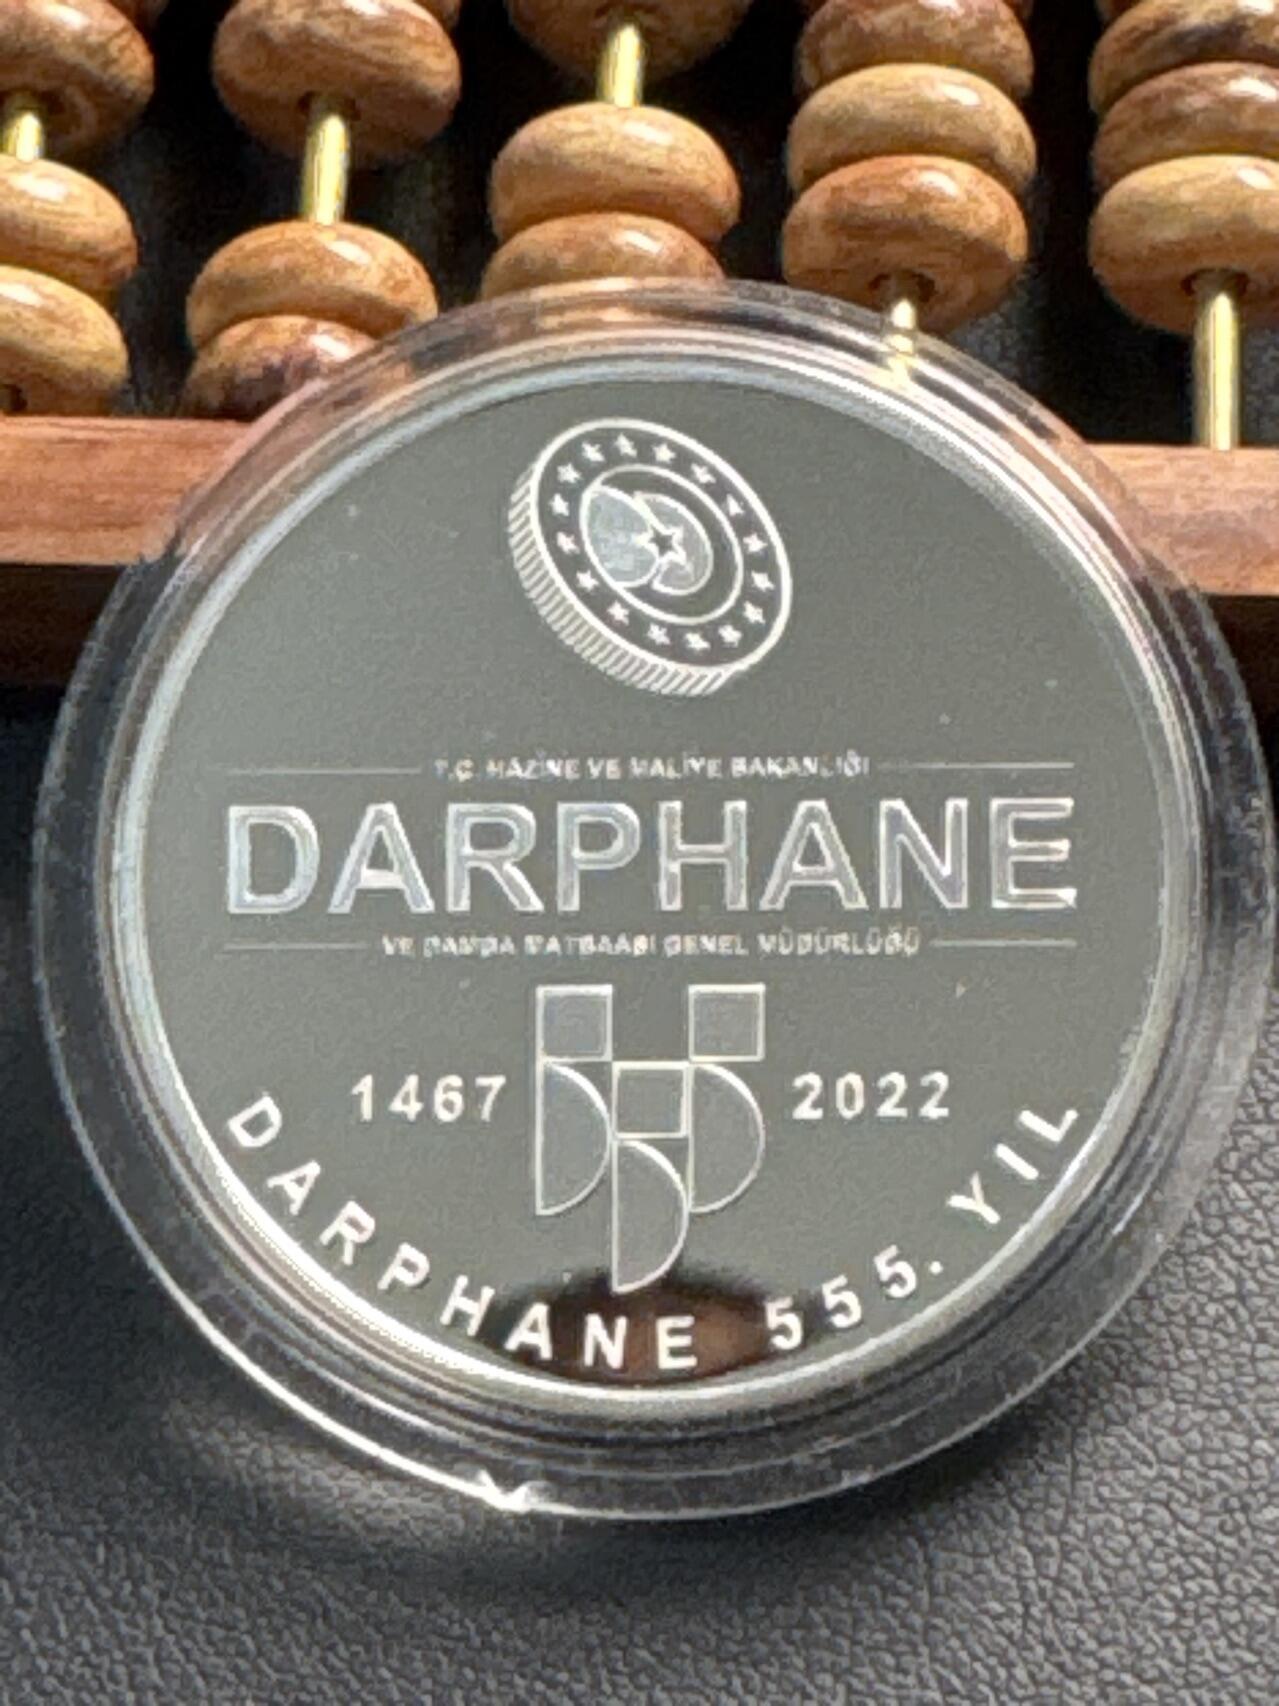 T.C. HAZİNE VE MALİYE BAKANLIĞI
DARPHANE
VE DAMGA MATBAASI GENEL MÜDÜRLÜĞÜ
1467 2022
DARPHANE 555. YIL